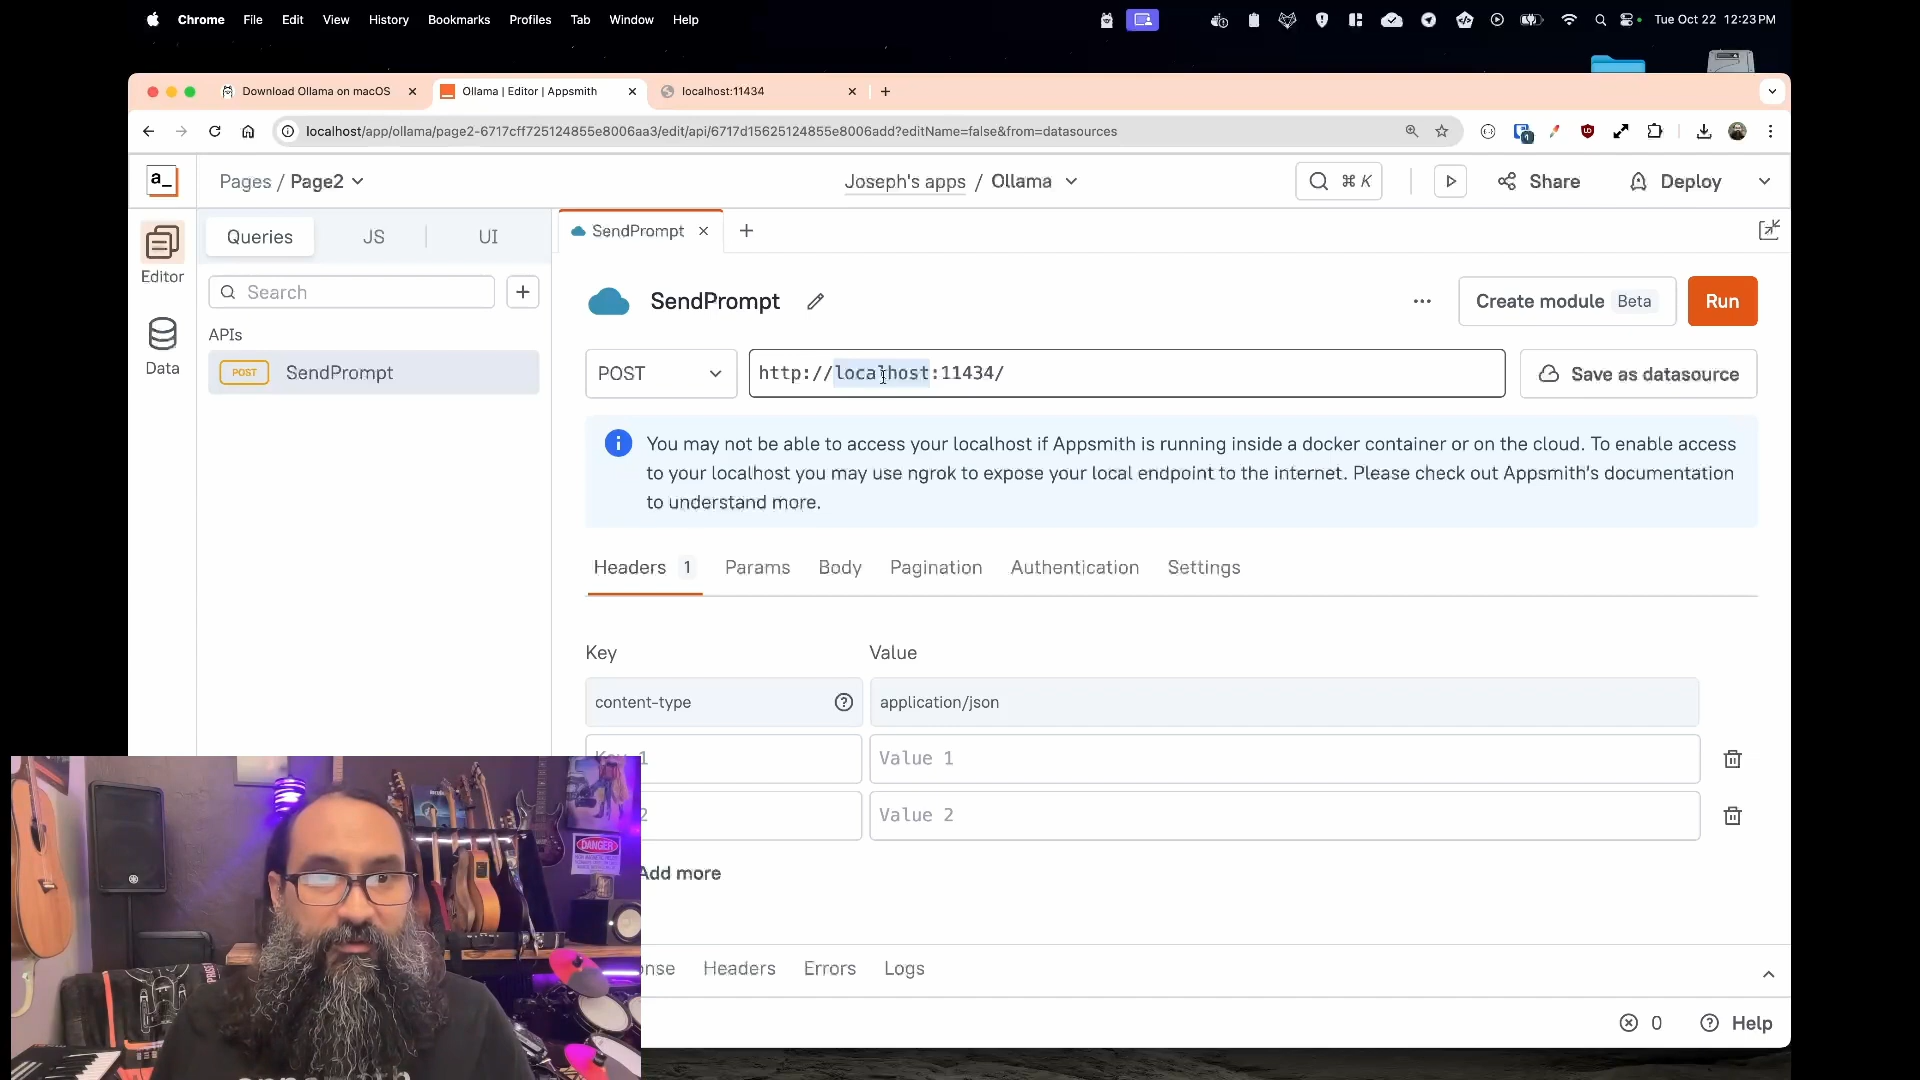 Chrome File Edit View History Bookmarks Profiles Tab Window Help Tue Oct 22 12:23 PM
Download Ollama on macOS Ollama | Editor | Appsmith localhost:11434
localhost/app/ollama/page2-6717cff725124855e8006aa3/edit/api/6717d15625124855e8006add?editName=false&from=datasources
a_ Pages / Page2 Joseph's apps / Ollama ⌘ K Share Deploy
Editor
Data
Queries JS UI
Search
APIs
POST SendPrompt
SendPrompt
SendPrompt Create module Beta Run
POST http://localhost:11434/ Save as datasource
You may not be able to access your localhost if Appsmith is running inside a docker container or on the cloud. To enable access
to your localhost you may use ngrok to expose your local endpoint to the internet. Please check out Appsmith's documentation
to understand more.
Headers 1 Params Body Pagination Authentication Settings
Key Value
content-type application/json
1 Value 1
2 Value 2
Add more
onse Headers Errors Logs
0 Help
DANGER